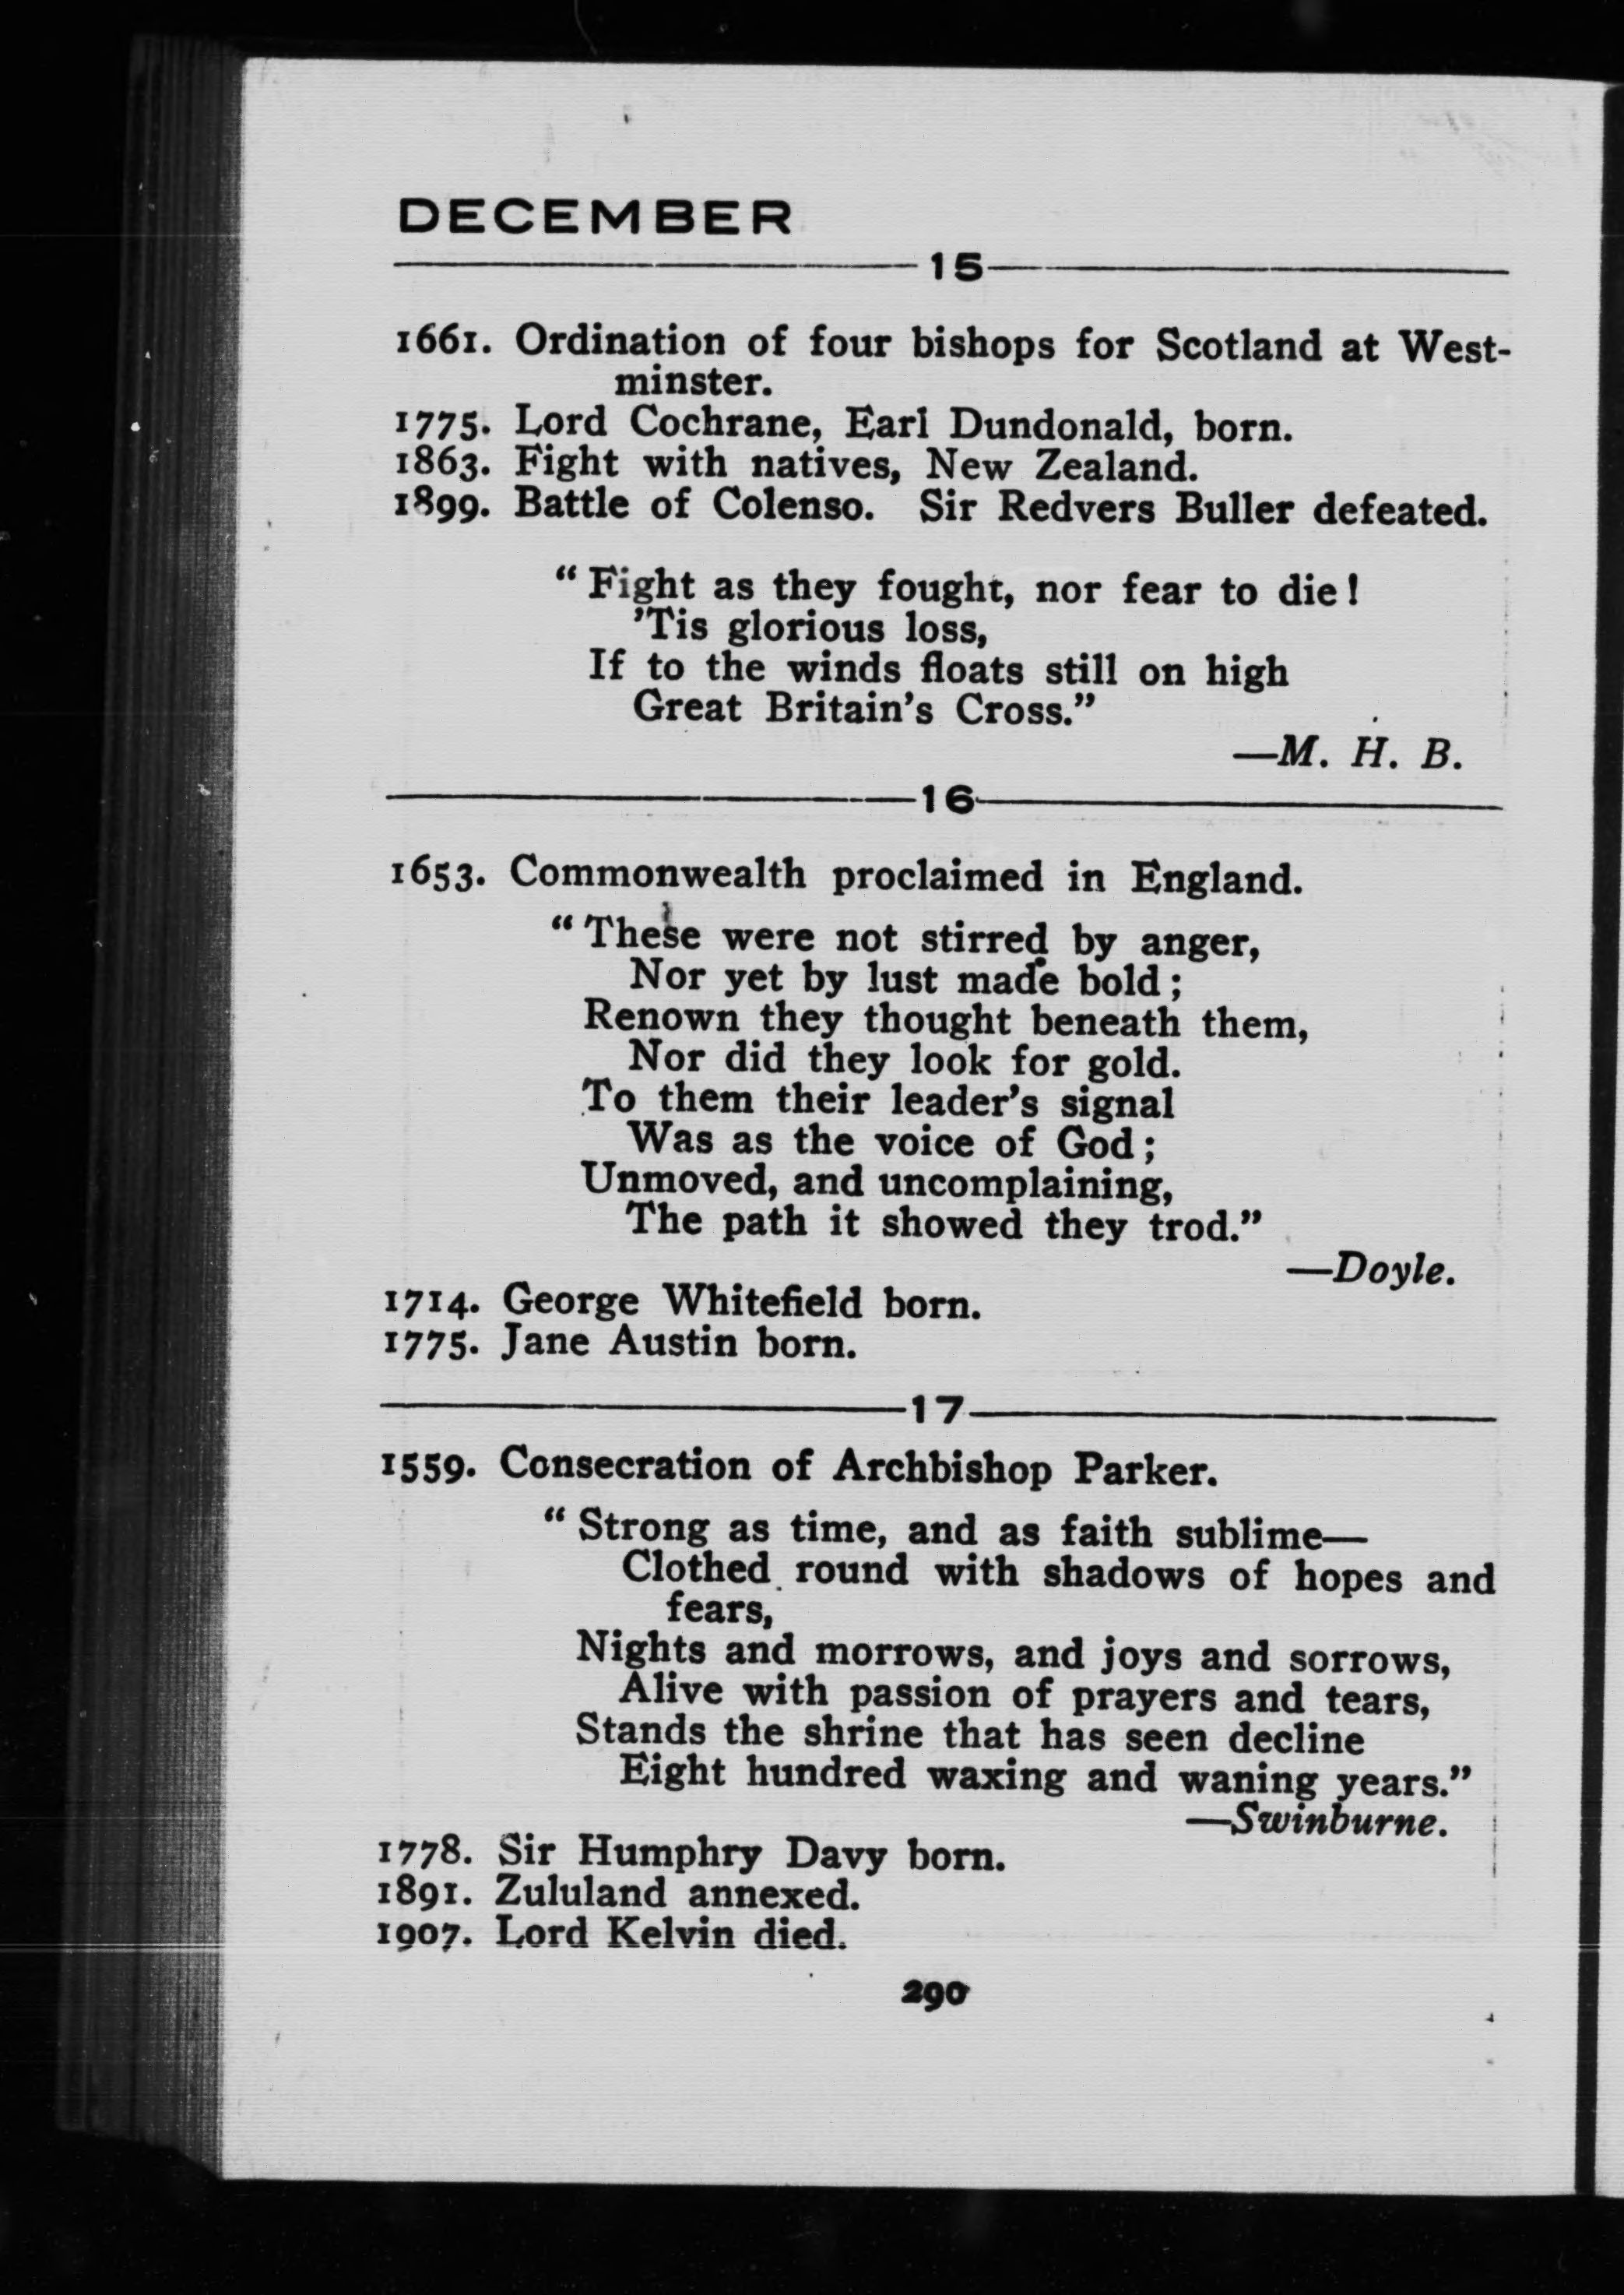 DECEMBER
15
1661. Ordination of four bishops for Scotland at West-
minster.
1775. Lord Cochrane, Earl Dundonald, born.
1863. Fight with natives, New Zealand.
1899. Battle of Colenso. Sir Redvers Buller defeated.
“Fight as they fought, nor fear to die!
’Tis glorious loss,
If to the winds floats still on high
Great Britain’s Cross.”
—M. H. B.
16
1653. Commonwealth proclaimed in England.
“These were not stirred by anger,
Nor yet by lust made bold;
Renown they thought beneath them,
Nor did they look for gold.
To them their leader’s signal
Was as the voice of God;
Unmoved, and uncomplaining,
The path it showed they trod.”
—Doyle.
1714. George Whitefield born.
1775. Jane Austin born.
17
1559. Consecration of Archbishop Parker.
“Strong as time, and as faith sublime—
Clothed round with shadows of hopes and
fears,
Nights and morrows, and joys and sorrows,
Alive with passion of prayers and tears,
Stands the shrine that has seen decline
Eight hundred waxing and waning years.”
—Swinburne.
1778. Sir Humphry Davy born.
1891. Zululand annexed.
1907. Lord Kelvin died.
290